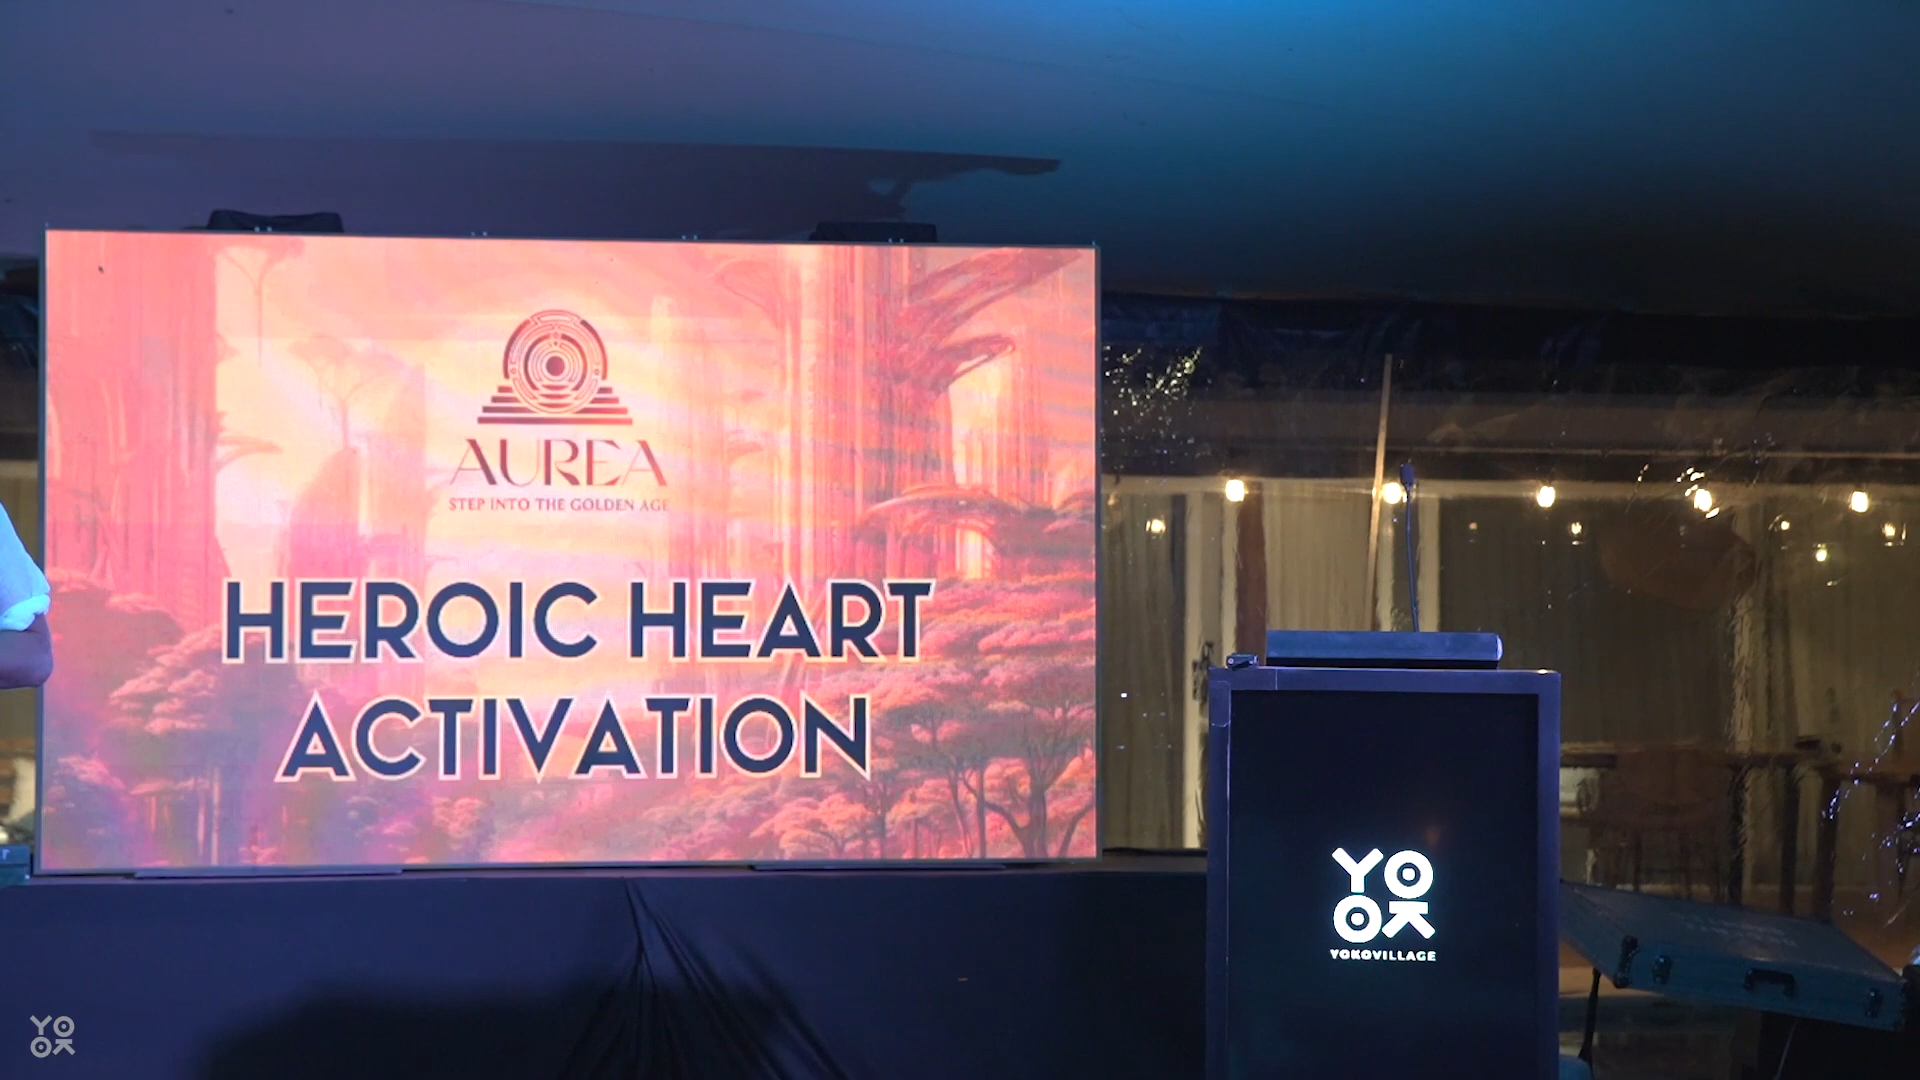 AUREA
STEP INTO THE GOLDEN AGE
HEROIC HEART
ACTIVATION
YO
OK
YOKOVILLAGE
YO
OK